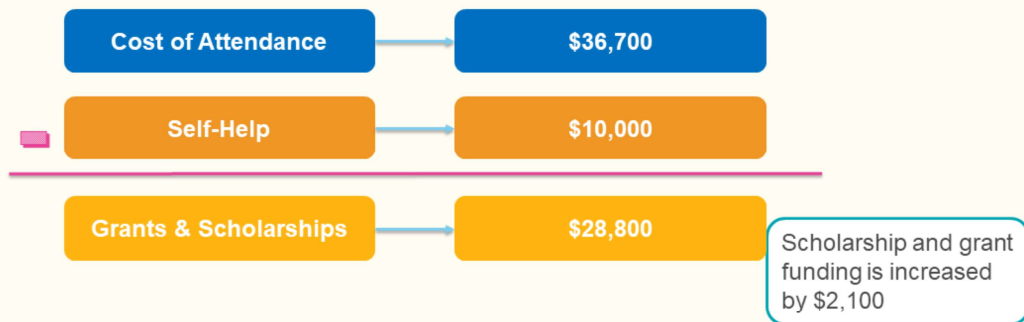 Cost of Attendance
$36,700
Self-Help
$10,000
Grants & Scholarships
$28,800
Scholarship and grant
funding is increased
by $2,100